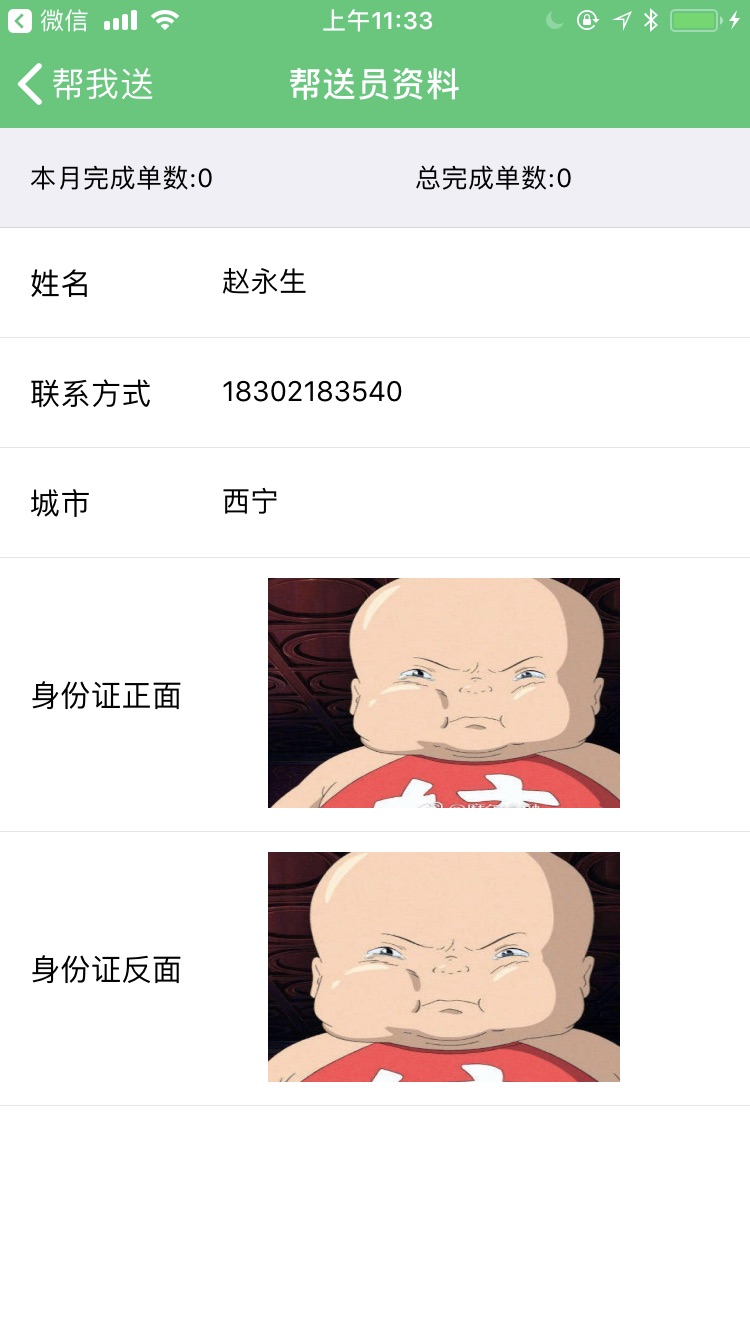 微信
上午11:33
帮我送
帮送员资料
本月完成单数:0
总完成单数:0
姓名
赵永生
联系方式
18302183540
城市
西宁
身份证正面
身份证反面